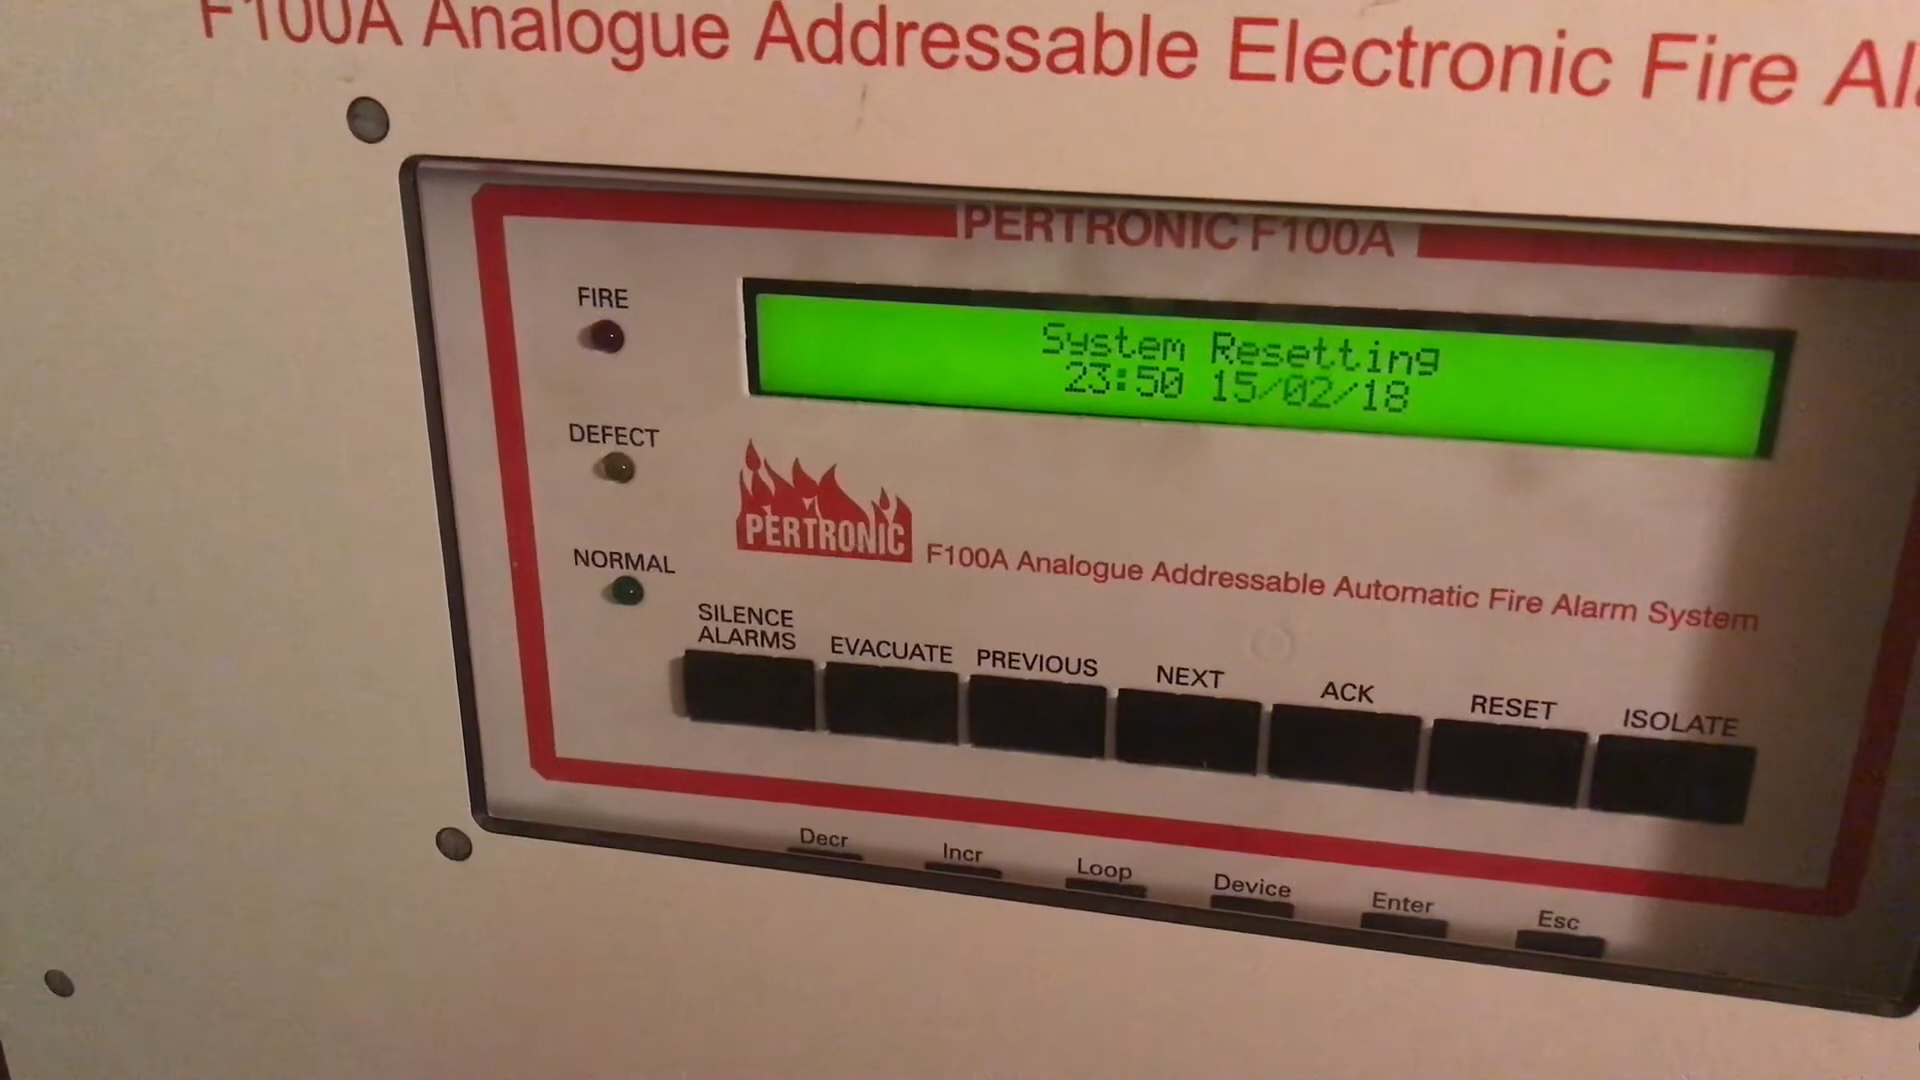 F100A Analogue Addressable Electronic Fire
PERTRONIC F100A
FIRE
System Resetting
23:50 15/02/18
DEFECT
PERTRONIC
F100A Analogue Addressable Automatic Fire Alarm System
NORMAL
SILENCE ALARMS
EVACUATE
PREVIOUS
NEXT
ACK
RESET
ISOLATE
Decr
Incr
Loop
Device
Enter
Esc